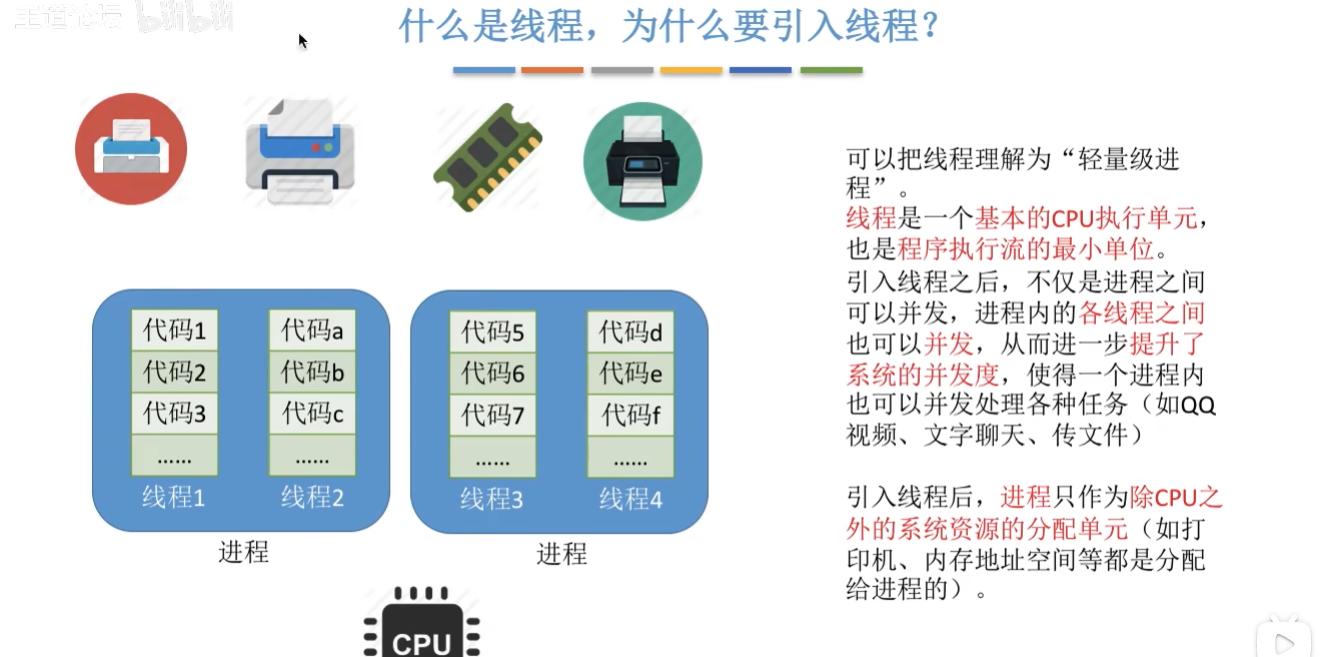 王道论坛 bilibili
什么是线程，为什么要引入线程？
可以把线程理解为“轻量级进
程”。
线程是一个基本的CPU执行单元，
也是程序执行流的最小单位。
引入线程之后，不仅是进程之间
可以并发，进程内的各线程之间
也可以并发，从而进一步提升了
系统的并发度，使得一个进程内
也可以并发处理各种任务（如QQ
视频、文字聊天、传文件）
引入线程后，进程只作为除CPU之
外的系统资源的分配单元（如打
印机、内存地址空间等都是分配
给进程的）。
代码1
代码2
代码3
......
线程1
代码a
代码b
代码c
......
线程2
进程
代码5
代码6
代码7
......
线程3
代码d
代码e
代码f
......
线程4
进程
CPU